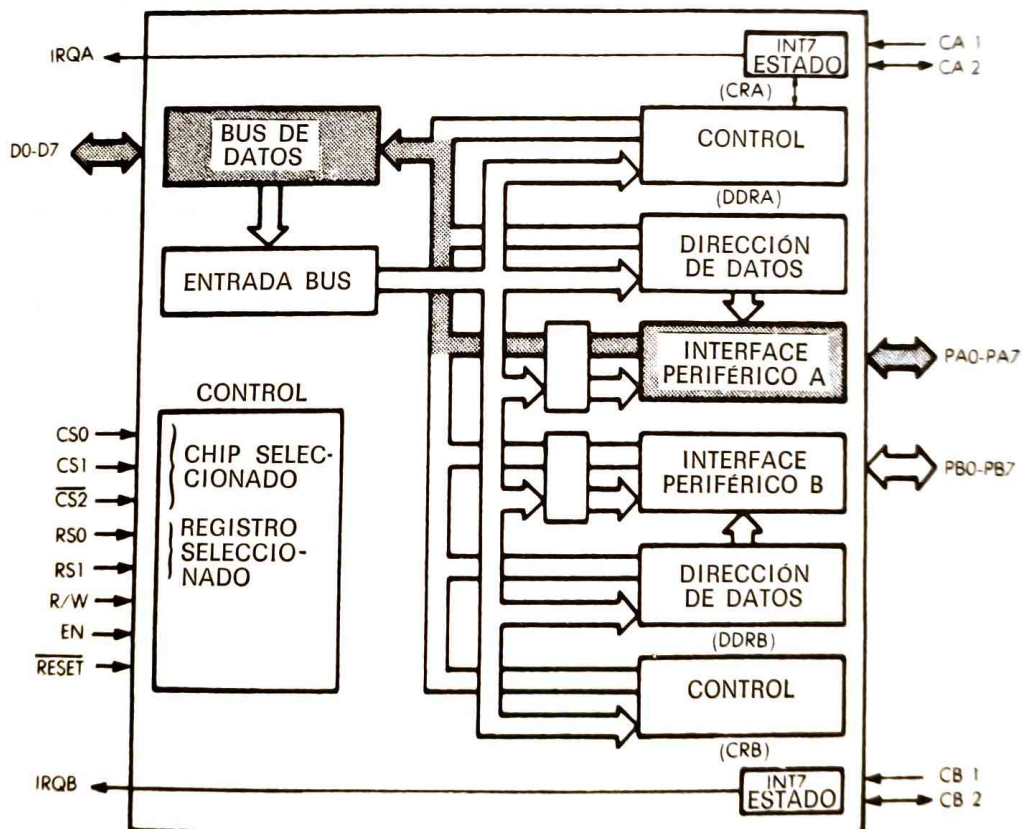 IRQA
INT7
ESTADO
CA 1
CA 2
(CRA)
D0-D7
BUS DE
DATOS
CONTROL
(DDRA)
ENTRADA BUS
DIRECCIÓN
DE DATOS
INTERFACE
PERIFÉRICO A
PA0-PA7
CONTROL
CS0
CS1
CS2
RS0
RS1
R/W
EN
RESET
CHIP SELEC-
CIONADO
REGISTRO
SELECCIO-
NADO
INTERFACE
PERIFÉRICO B
PB0-PB7
DIRECCIÓN
DE DATOS
(DDRB)
CONTROL
(CRB)
IRQB
INT7
ESTADO
CB 1
CB 2